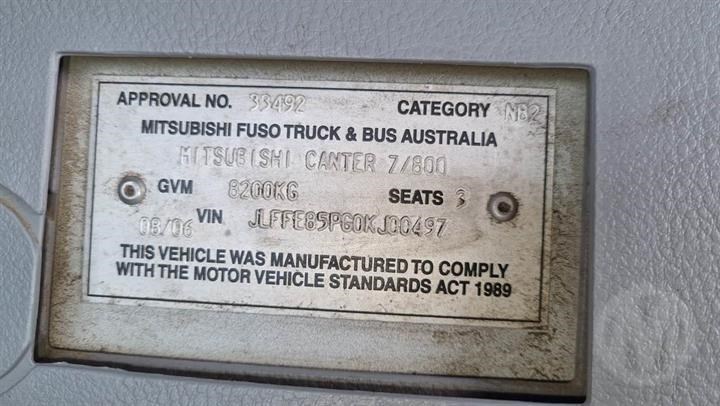 APPROVAL NO. 33492 CATEGORY NB2
MITSUBISHI FUSO TRUCK & BUS AUSTRALIA
MITSUBISHI CANTER 7/800
GVM 8200KG SEATS 3
08/06 VIN JLFFE85PG0KJ00497
THIS VEHICLE WAS MANUFACTURED TO COMPLY
WITH THE MOTOR VEHICLE STANDARDS ACT 1989